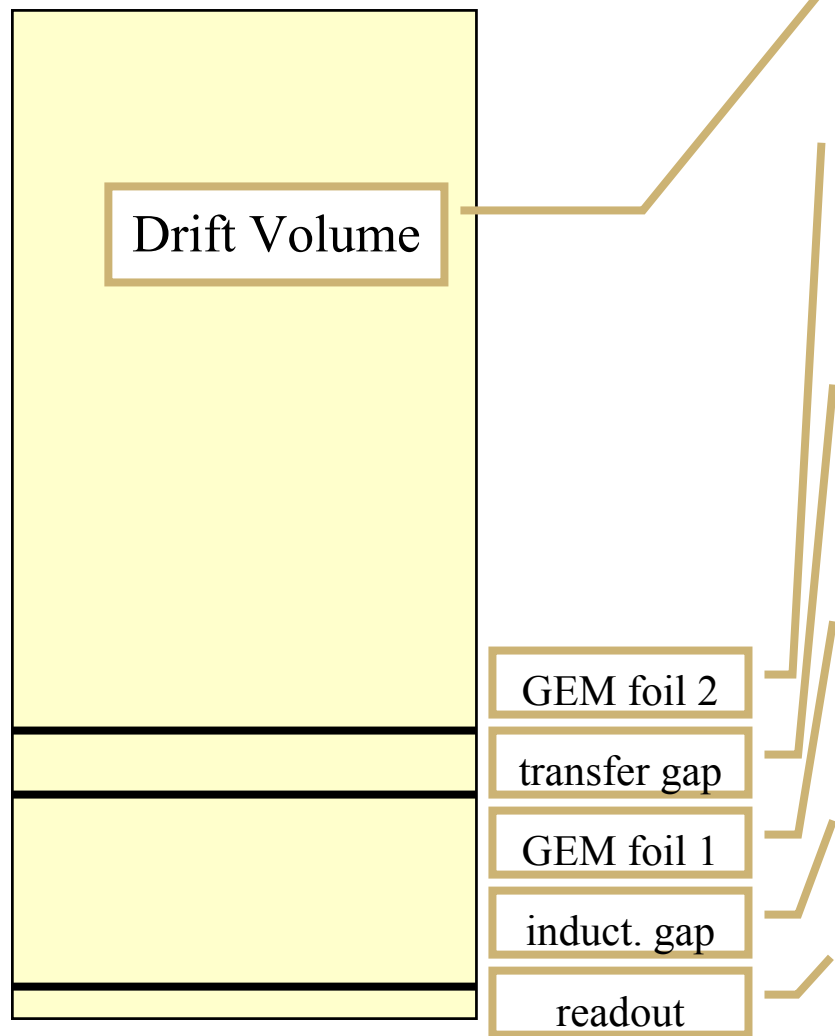 Drift Volume
GEM foil 2
transfer gap
GEM foil 1
induct. gap
readout